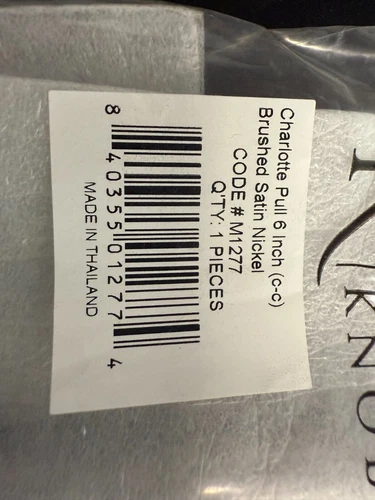 Charlotte Pull 6 Inch (c-c)
Brushed Satin Nickel
CODE # M1277
Q'TY: 1 PIECES
8 40355 01277 4
MADE IN THAILAND
KNOB